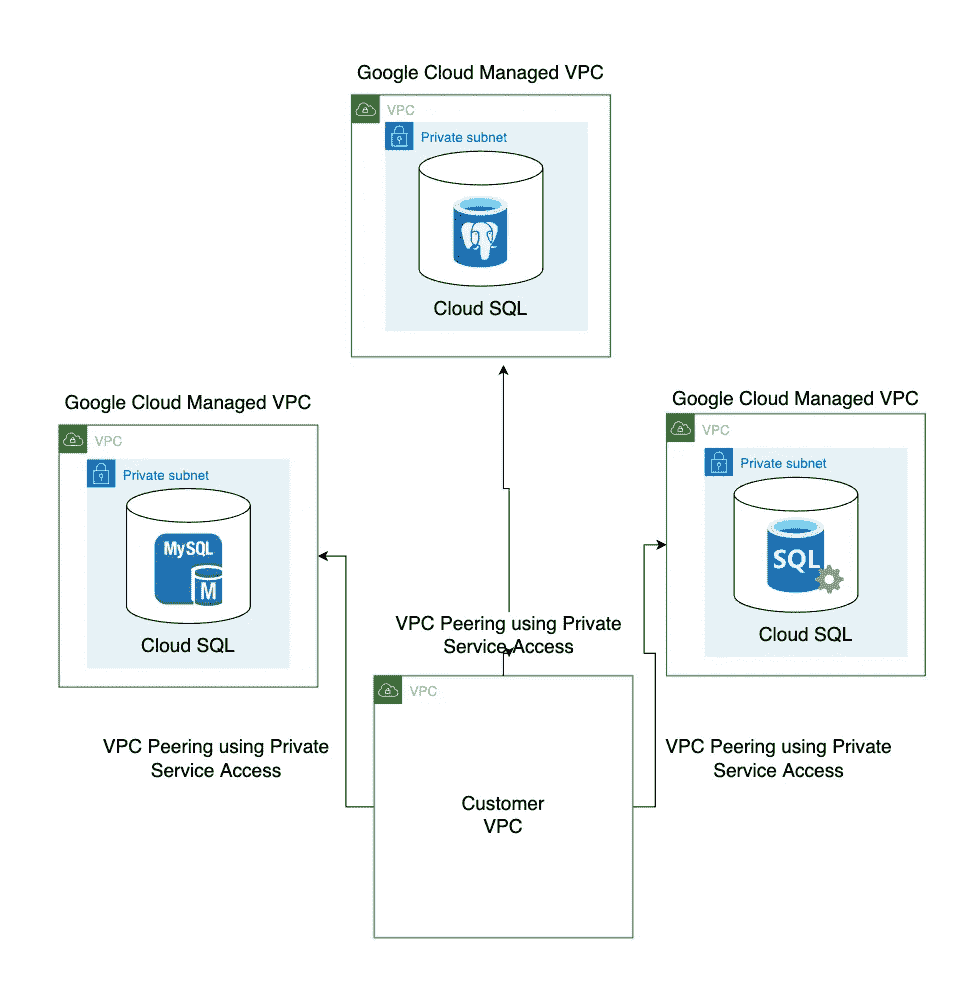 Google Cloud Managed VPC
VPC
Private subnet
Cloud SQL
Google Cloud Managed VPC
VPC
Private subnet
MySQL
M
Cloud SQL
Google Cloud Managed VPC
VPC
Private subnet
SQL
Cloud SQL
VPC Peering using Private
Service Access
VPC
VPC Peering using Private
Service Access
VPC Peering using Private
Service Access
Customer
VPC